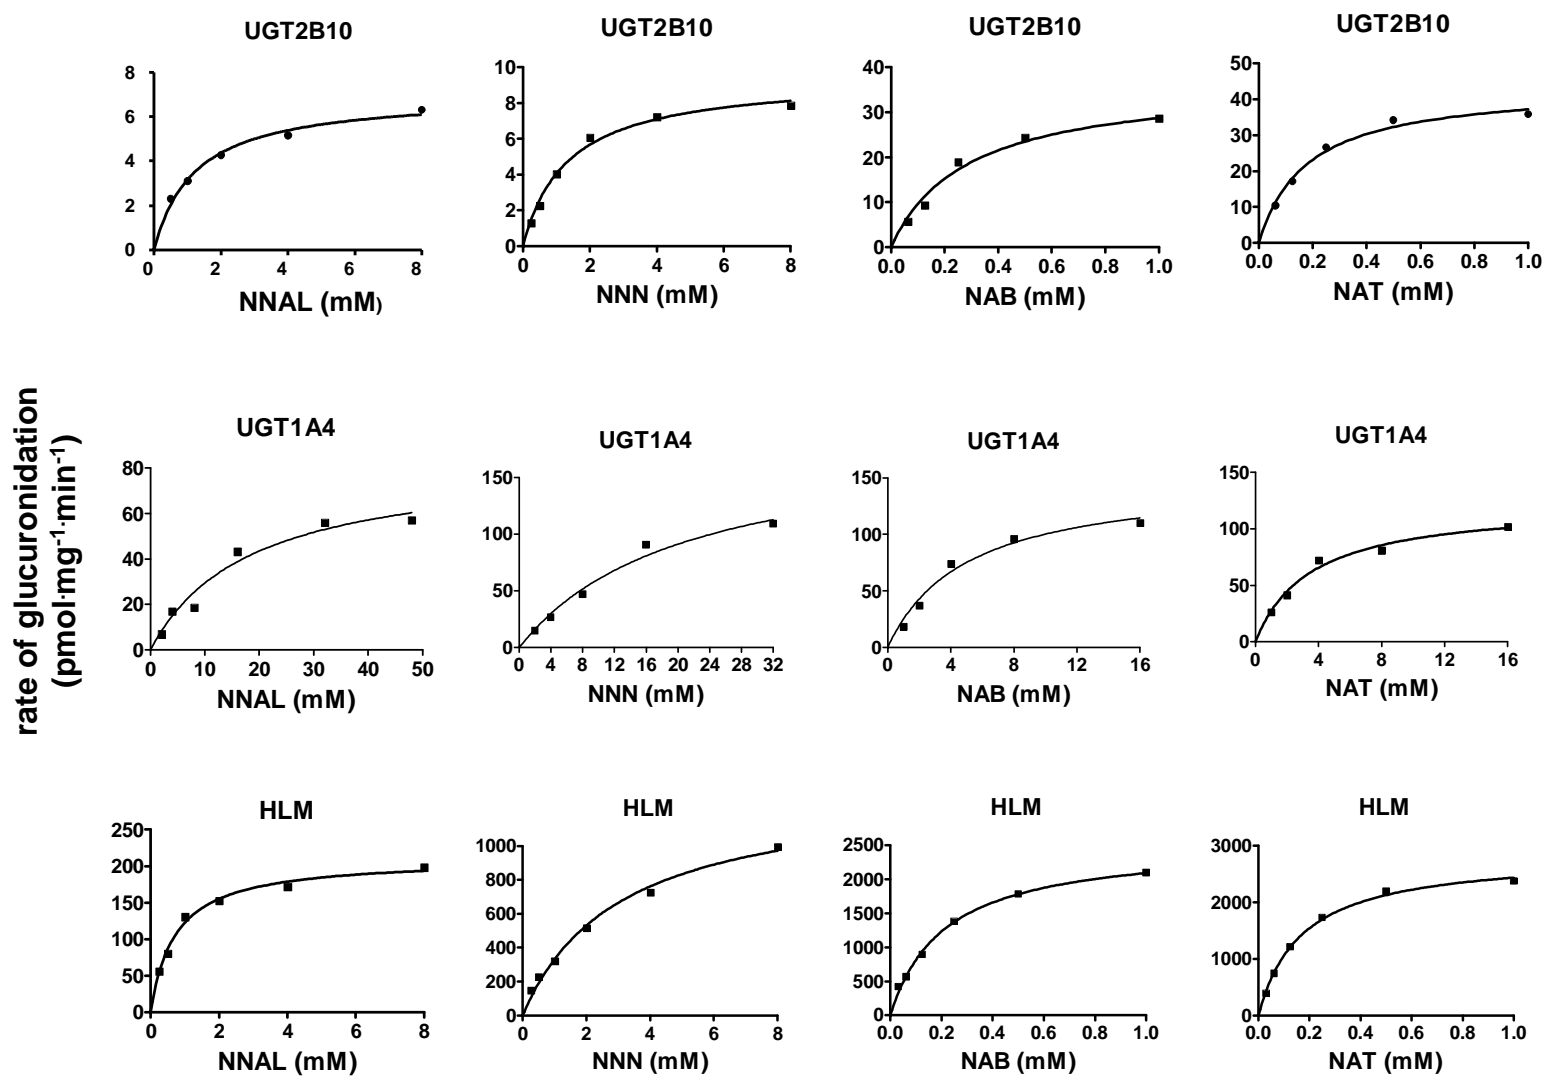 UGT2B10
UGT2B10
UGT2B10
UGT2B10
8
6
4
2
0
0 2 4 6 8
NNAL (mM)
10
8
6
4
2
0
0 2 4 6 8
NNN (mM)
40
30
20
10
0
0.0 0.2 0.4 0.6 0.8 1.0
NAB (mM)
50
40
30
20
10
0
0.0 0.2 0.4 0.6 0.8 1.0
NAT (mM)
rate of glucuronidation
(pmol·mg⁻¹·min⁻¹)
UGT1A4
UGT1A4
UGT1A4
UGT1A4
80
60
40
20
0
0 10 20 30 40 50
NNAL (mM)
150
100
50
0
0 4 8 12 16 20 24 28 32
NNN (mM)
150
100
50
0
0 4 8 12 16
NAB (mM)
150
100
50
0
0 4 8 12 16
NAT (mM)
HLM
HLM
HLM
HLM
250
200
150
100
50
0
0 2 4 6 8
NNAL (mM)
1000
800
600
400
200
0
0 2 4 6 8
NNN (mM)
2500
2000
1500
1000
500
0
0.0 0.2 0.4 0.6 0.8 1.0
NAB (mM)
3000
2000
1000
0
0.0 0.2 0.4 0.6 0.8 1.0
NAT (mM)